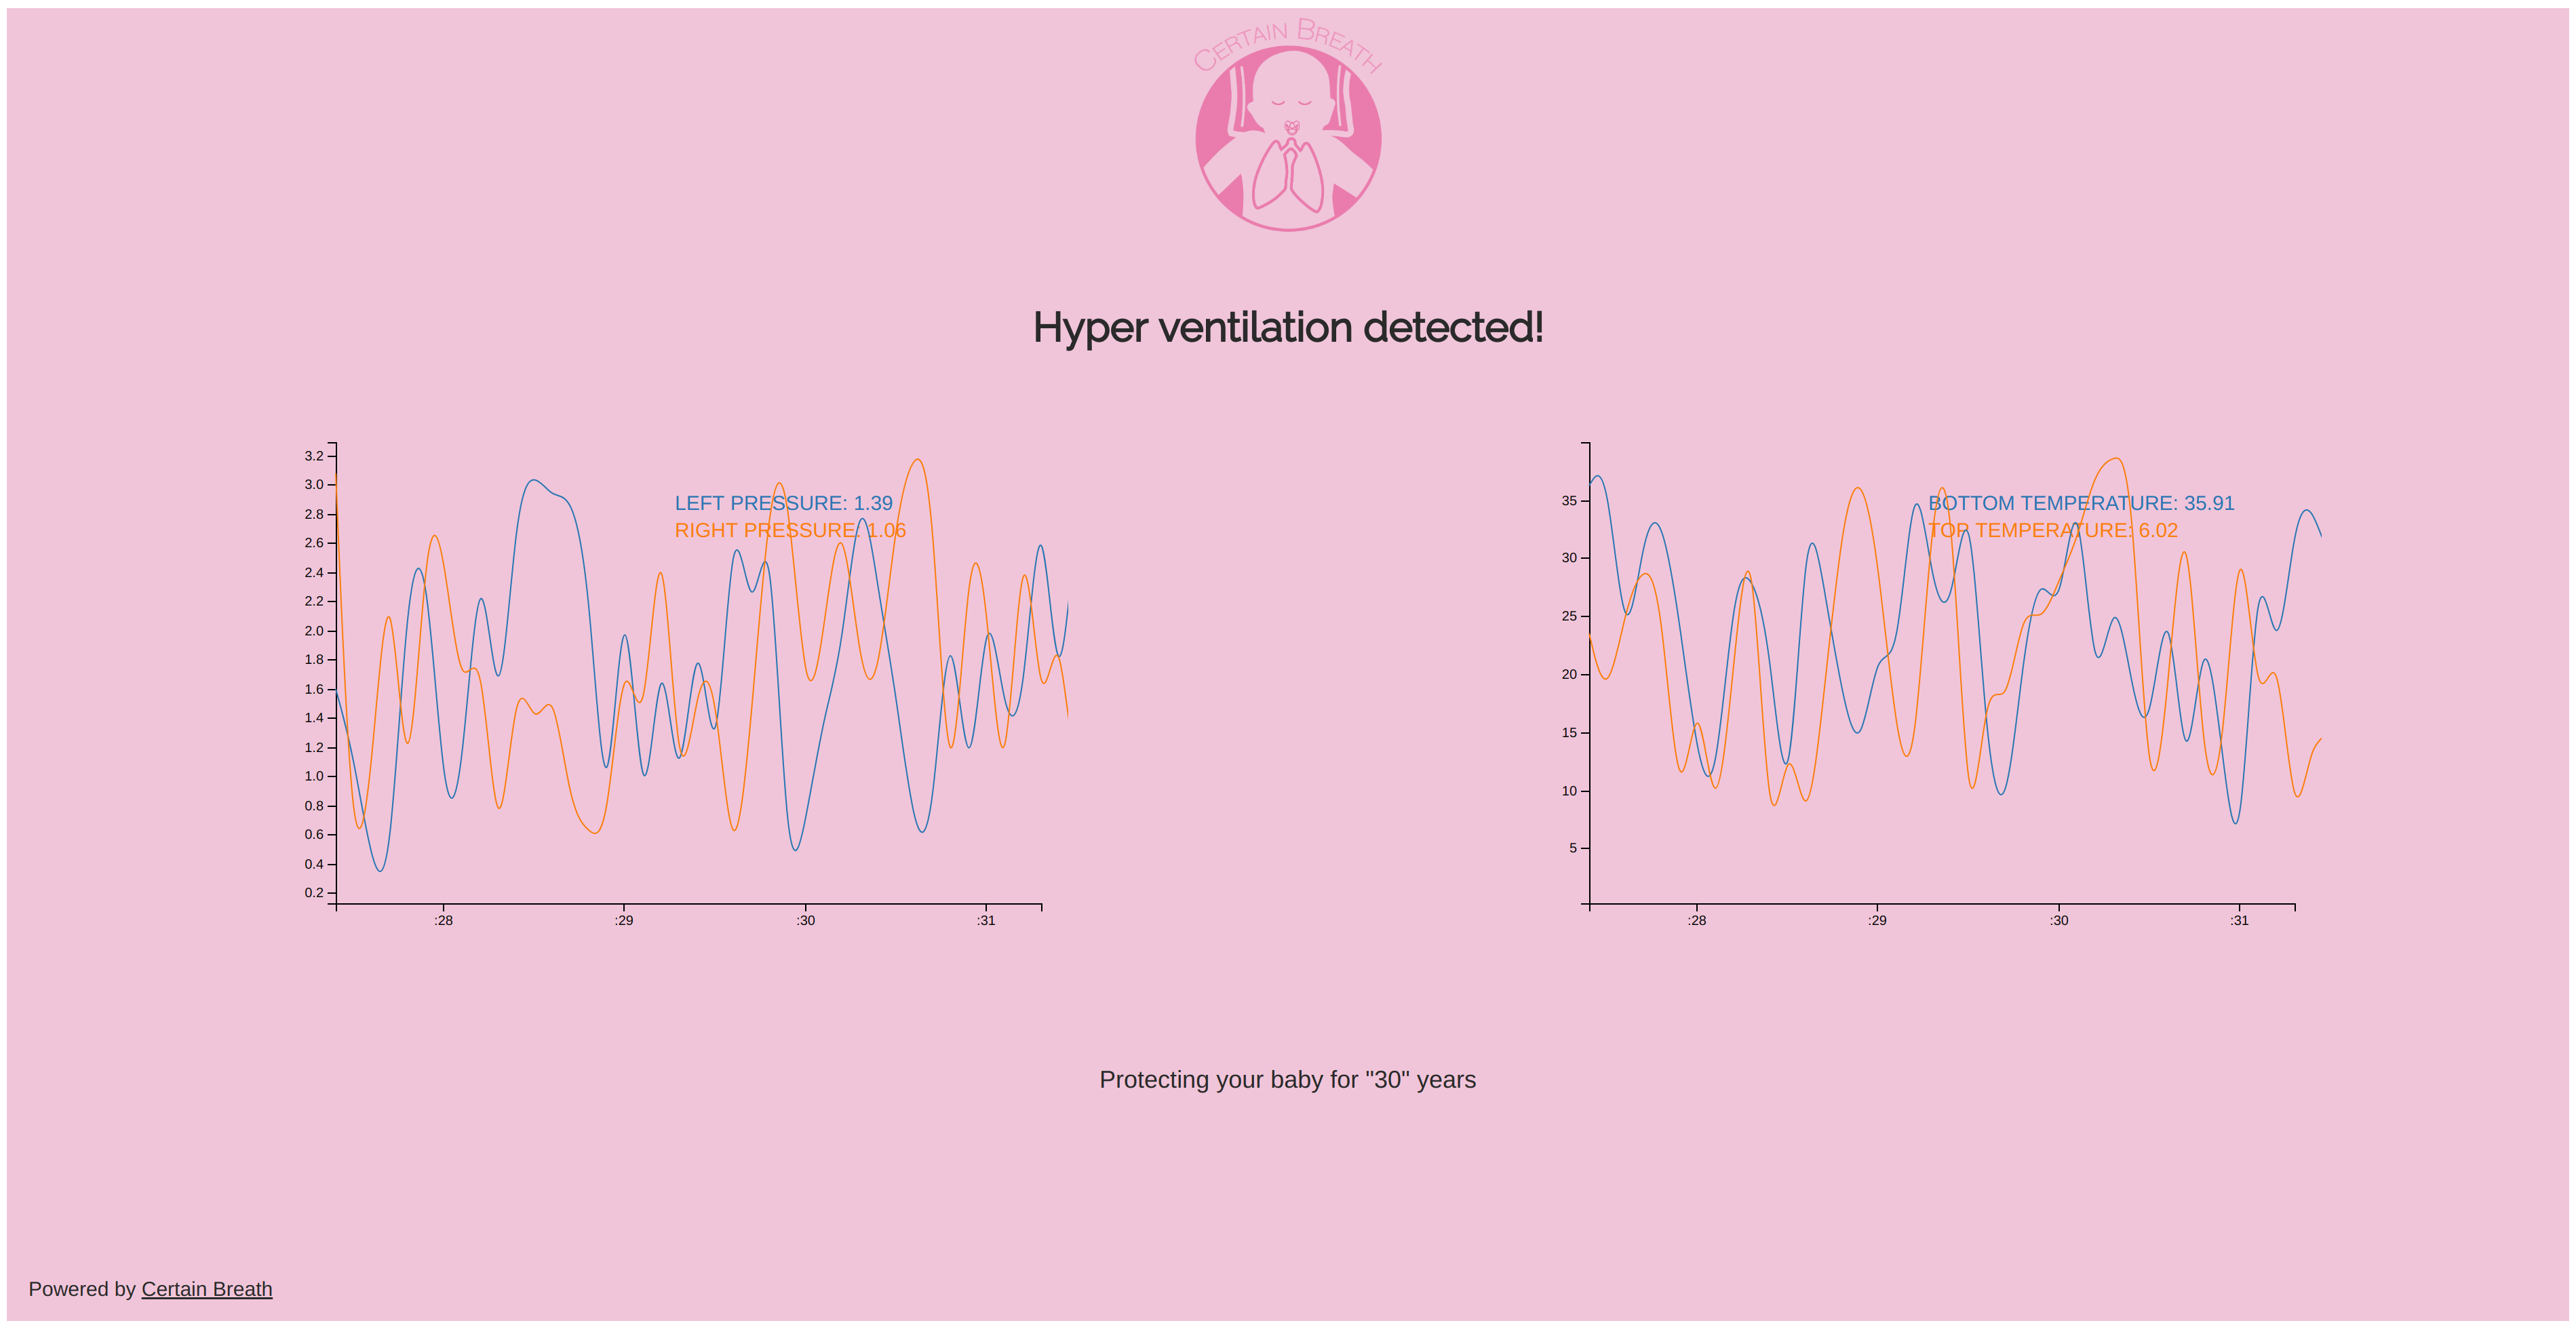 CERTAIN BREATH
Hyper ventilation detected!
3.2
3.0
2.8
2.6
2.4
2.2
2.0
1.8
1.6
1.4
1.2
1.0
0.8
0.6
0.4
0.2
LEFT PRESSURE: 1.39
RIGHT PRESSURE: 1.06
:28 :29 :30 :31
35
30
25
20
15
10
5
BOTTOM TEMPERATURE: 35.91
TOP TEMPERATURE: 6.02
:28 :29 :30 :31
Protecting your baby for "30" years
Powered by Certain Breath